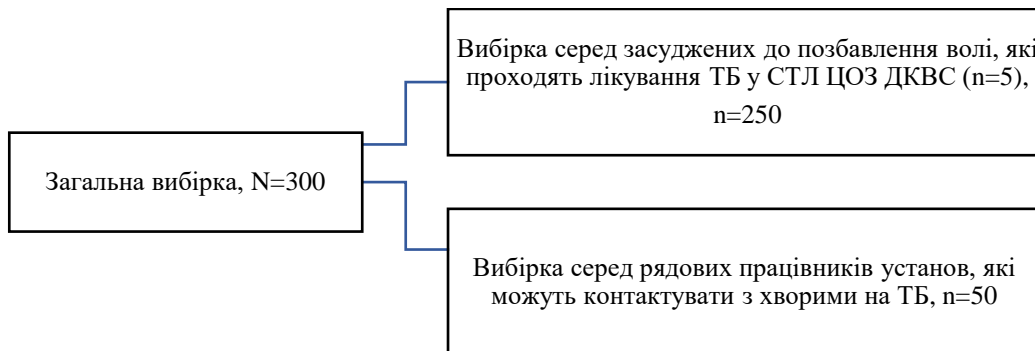 Вибірка серед засуджених до позбавлення волі, які
проходять лікування ТБ у СТЛ ЦОЗ ДКВС (n=5),
n=250
Загальна вибірка, N=300
Вибірка серед рядових працівників установ, які
можуть контактувати з хворими на ТБ, n=50